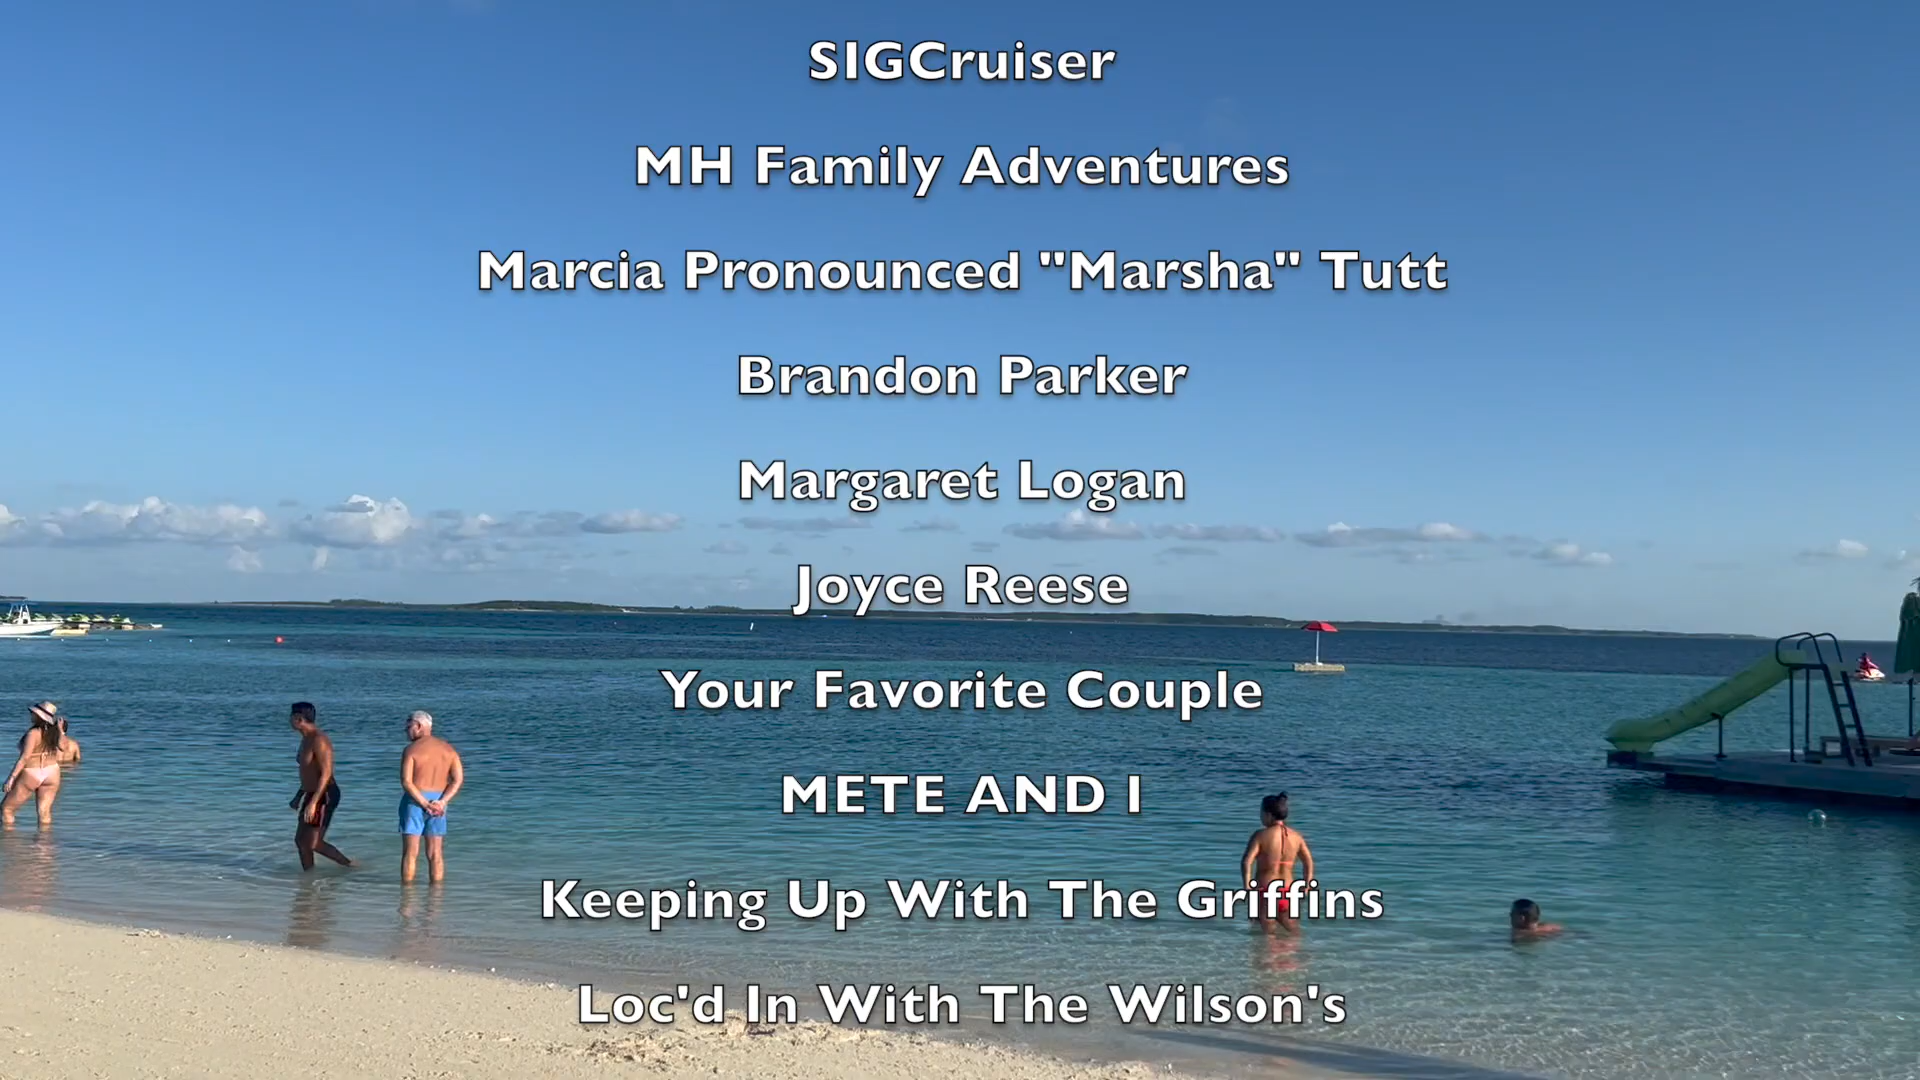 SIGCruiser
MH Family Adventures
Marcia Pronounced "Marsha" Tutt
Brandon Parker
Margaret Logan
Joyce Reese
Your Favorite Couple
METE AND I
Keeping Up With The Griffins
Loc'd In With The Wilson's